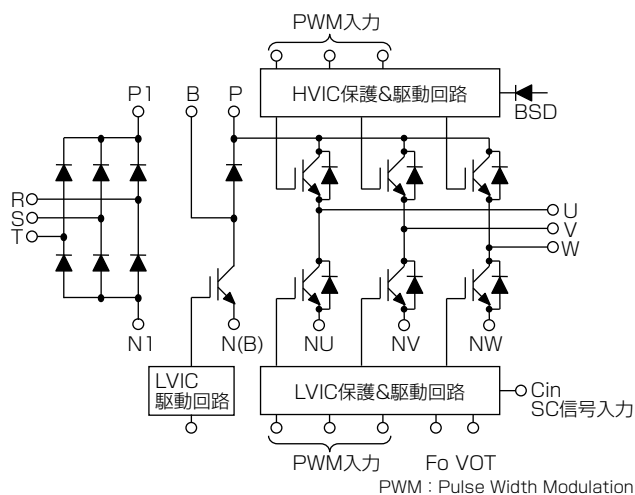 PWM入力
HVIC保護&駆動回路
BSD
P1
B
P
R
S
T
U
V
W
N1
N(B)
NU
NV
NW
LVIC
駆動回路
LVIC保護&駆動回路
Cin
SC信号入力
PWM入力
Fo VOT
PWM : Pulse Width Modulation